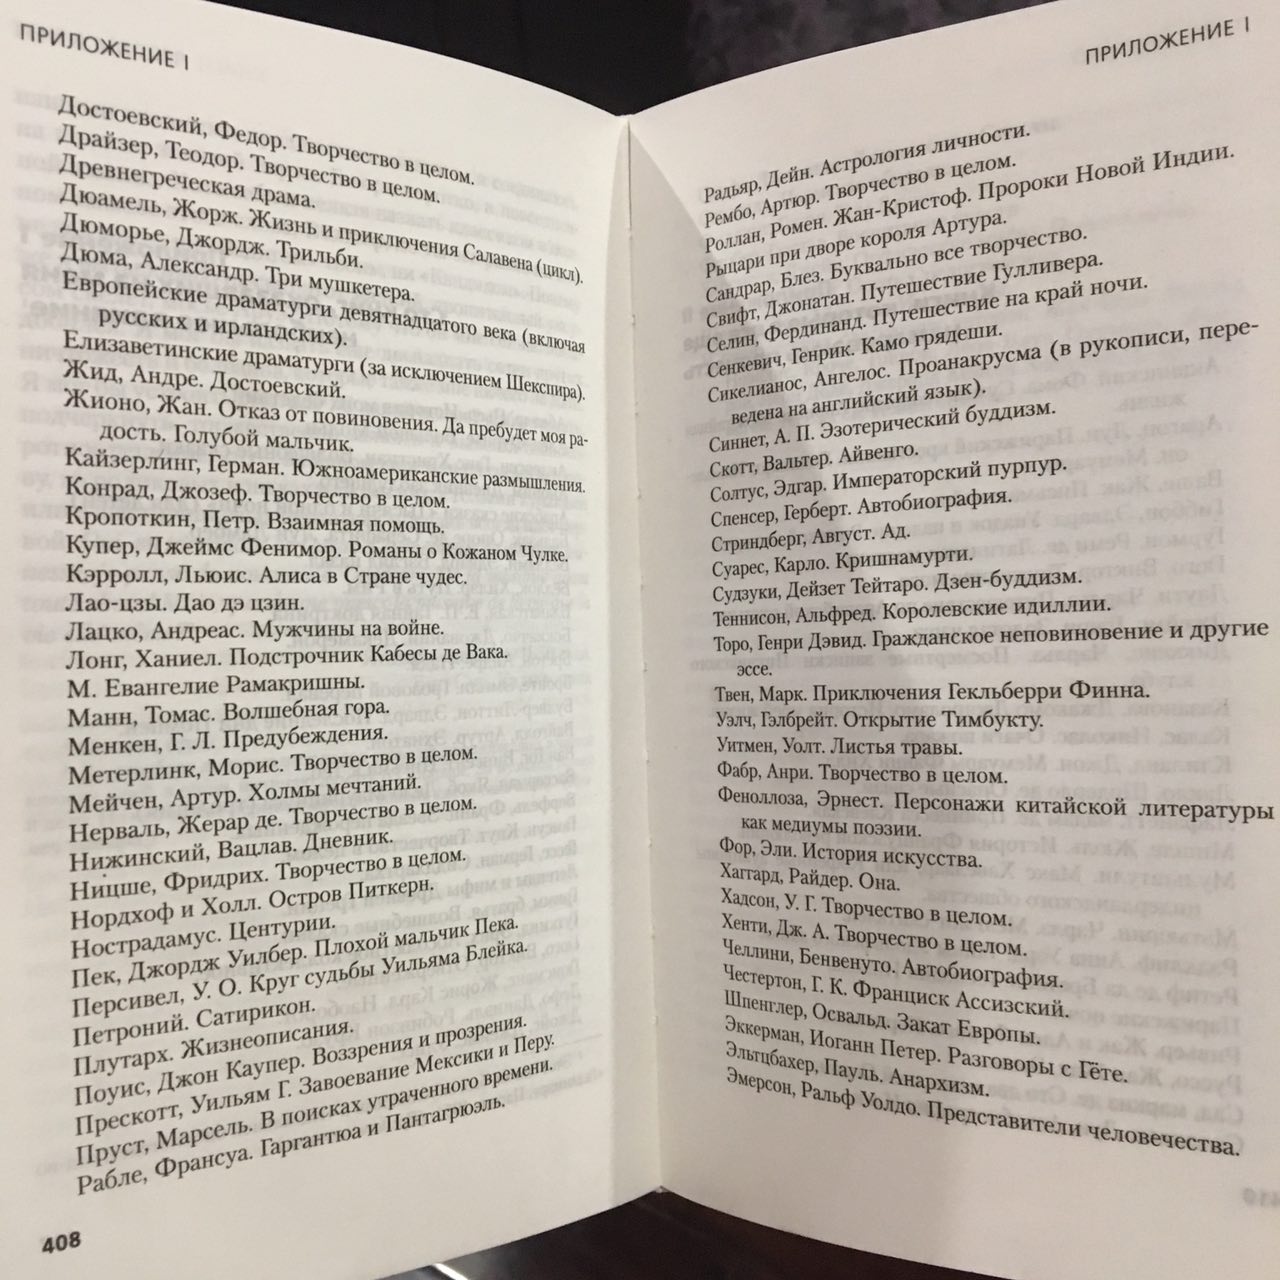 ПРИЛОЖЕНИЕ I
Достоевский, Федор. Творчество в целом.
Драйзер, Теодор. Творчество в целом.
Древнегреческая драма.
Дюамель, Жорж. Жизнь и приключения Салавена (цикл).
Дюморье, Джордж. Трильби.
Дюма, Александр. Три мушкетера.
Европейские драматурги девятнадцатого века (включая
русских и ирландских).
Елизаветинские драматурги (за исключением Шекспира).
Жид, Андре. Достоевский.
Жионо, Жан. Отказ от повиновения. Да пребудет моя ра-
дость. Голубой мальчик.
Кайзерлинг, Герман. Южноамериканские размышления.
Конрад, Джозеф. Творчество в целом.
Кропоткин, Петр. Взаимная помощь.
Купер, Джеймс Фенимор. Романы о Кожаном Чулке.
Кэрролл, Льюис. Алиса в Стране чудес.
Лао-цзы. Дао дэ цзин.
Лацко, Андреас. Мужчины на войне.
Лонг, Ханиел. Подстрочник Кабесы де Вака.
М. Евангелие Рамакришны.
Манн, Томас. Волшебная гора.
Менкен, Г. Л. Предубеждения.
Метерлинк, Морис. Творчество в целом.
Мейчен, Артур. Холмы мечтаний.
Нерваль, Жерар де. Творчество в целом.
Нижинский, Вацлав. Дневник.
Ницше, Фридрих. Творчество в целом.
Нордхоф и Холл. Остров Питкерн.
Нострадамус. Центурии.
Пек, Джордж Уилбер. Плохой мальчик Пека.
Персивел, У. О. Круг судьбы Уильяма Блейка.
Петроний. Сатирикон.
Плутарх. Жизнеописания.
Поуис, Джон Каупер. Воззрения и прозрения.
Прескотт, Уильям Г. Завоевание Мексики и Перу.
Пруст, Марсель. В поисках утраченного времени.
Рабле, Франсуа. Гаргантюа и Пантагрюэль.
408
ПРИЛОЖЕНИЕ I
Радьяр, Дейн. Астрология личности.
Рембо, Артюр. Творчество в целом.
Роллан, Ромен. Жан-Кристоф. Пророки Новой Индии.
Рыцари при дворе короля Артура.
Сандрар, Блез. Буквально все творчество.
Свифт, Джонатан. Путешествие Гулливера.
Селин, Фердинанд. Путешествие на край ночи.
Сенкевич, Генрик. Камо грядеши.
Сикелианос, Ангелос. Проанакрусма (в рукописи, пере-
ведена на английский язык).
Синнет, А. П. Эзотерический буддизм.
Скотт, Вальтер. Айвенго.
Солтус, Эдгар. Императорский пурпур.
Спенсер, Герберт. Автобиография.
Стриндберг, Август. Ад.
Суарес, Карло. Кришнамурти.
Судзуки, Дейзет Тейтаро. Дзен-буддизм.
Теннисон, Альфред. Королевские идиллии.
Торо, Генри Дэвид. Гражданское неповиновение и другие
эссе.
Твен, Марк. Приключения Гекльберри Финна.
Уэлч, Гэлбрейт. Открытие Тимбукту.
Уитмен, Уолт. Листья травы.
Фабр, Анри. Творчество в целом.
Феноллоза, Эрнест. Персонажи китайской литературы
как медиумы поэзии.
Фор, Эли. История искусства.
Хаггард, Райдер. Она.
Хадсон, У. Г. Творчество в целом.
Хенти, Дж. А. Творчество в целом.
Челлини, Бенвенуто. Автобиография.
Честертон, Г. К. Франциск Ассизский.
Шпенглер, Освальд. Закат Европы.
Эккерман, Иоганн Петер. Разговоры с Гёте.
Эльтцбахер, Пауль. Анархизм.
Эмерсон, Ральф Уолдо. Представители человечества.